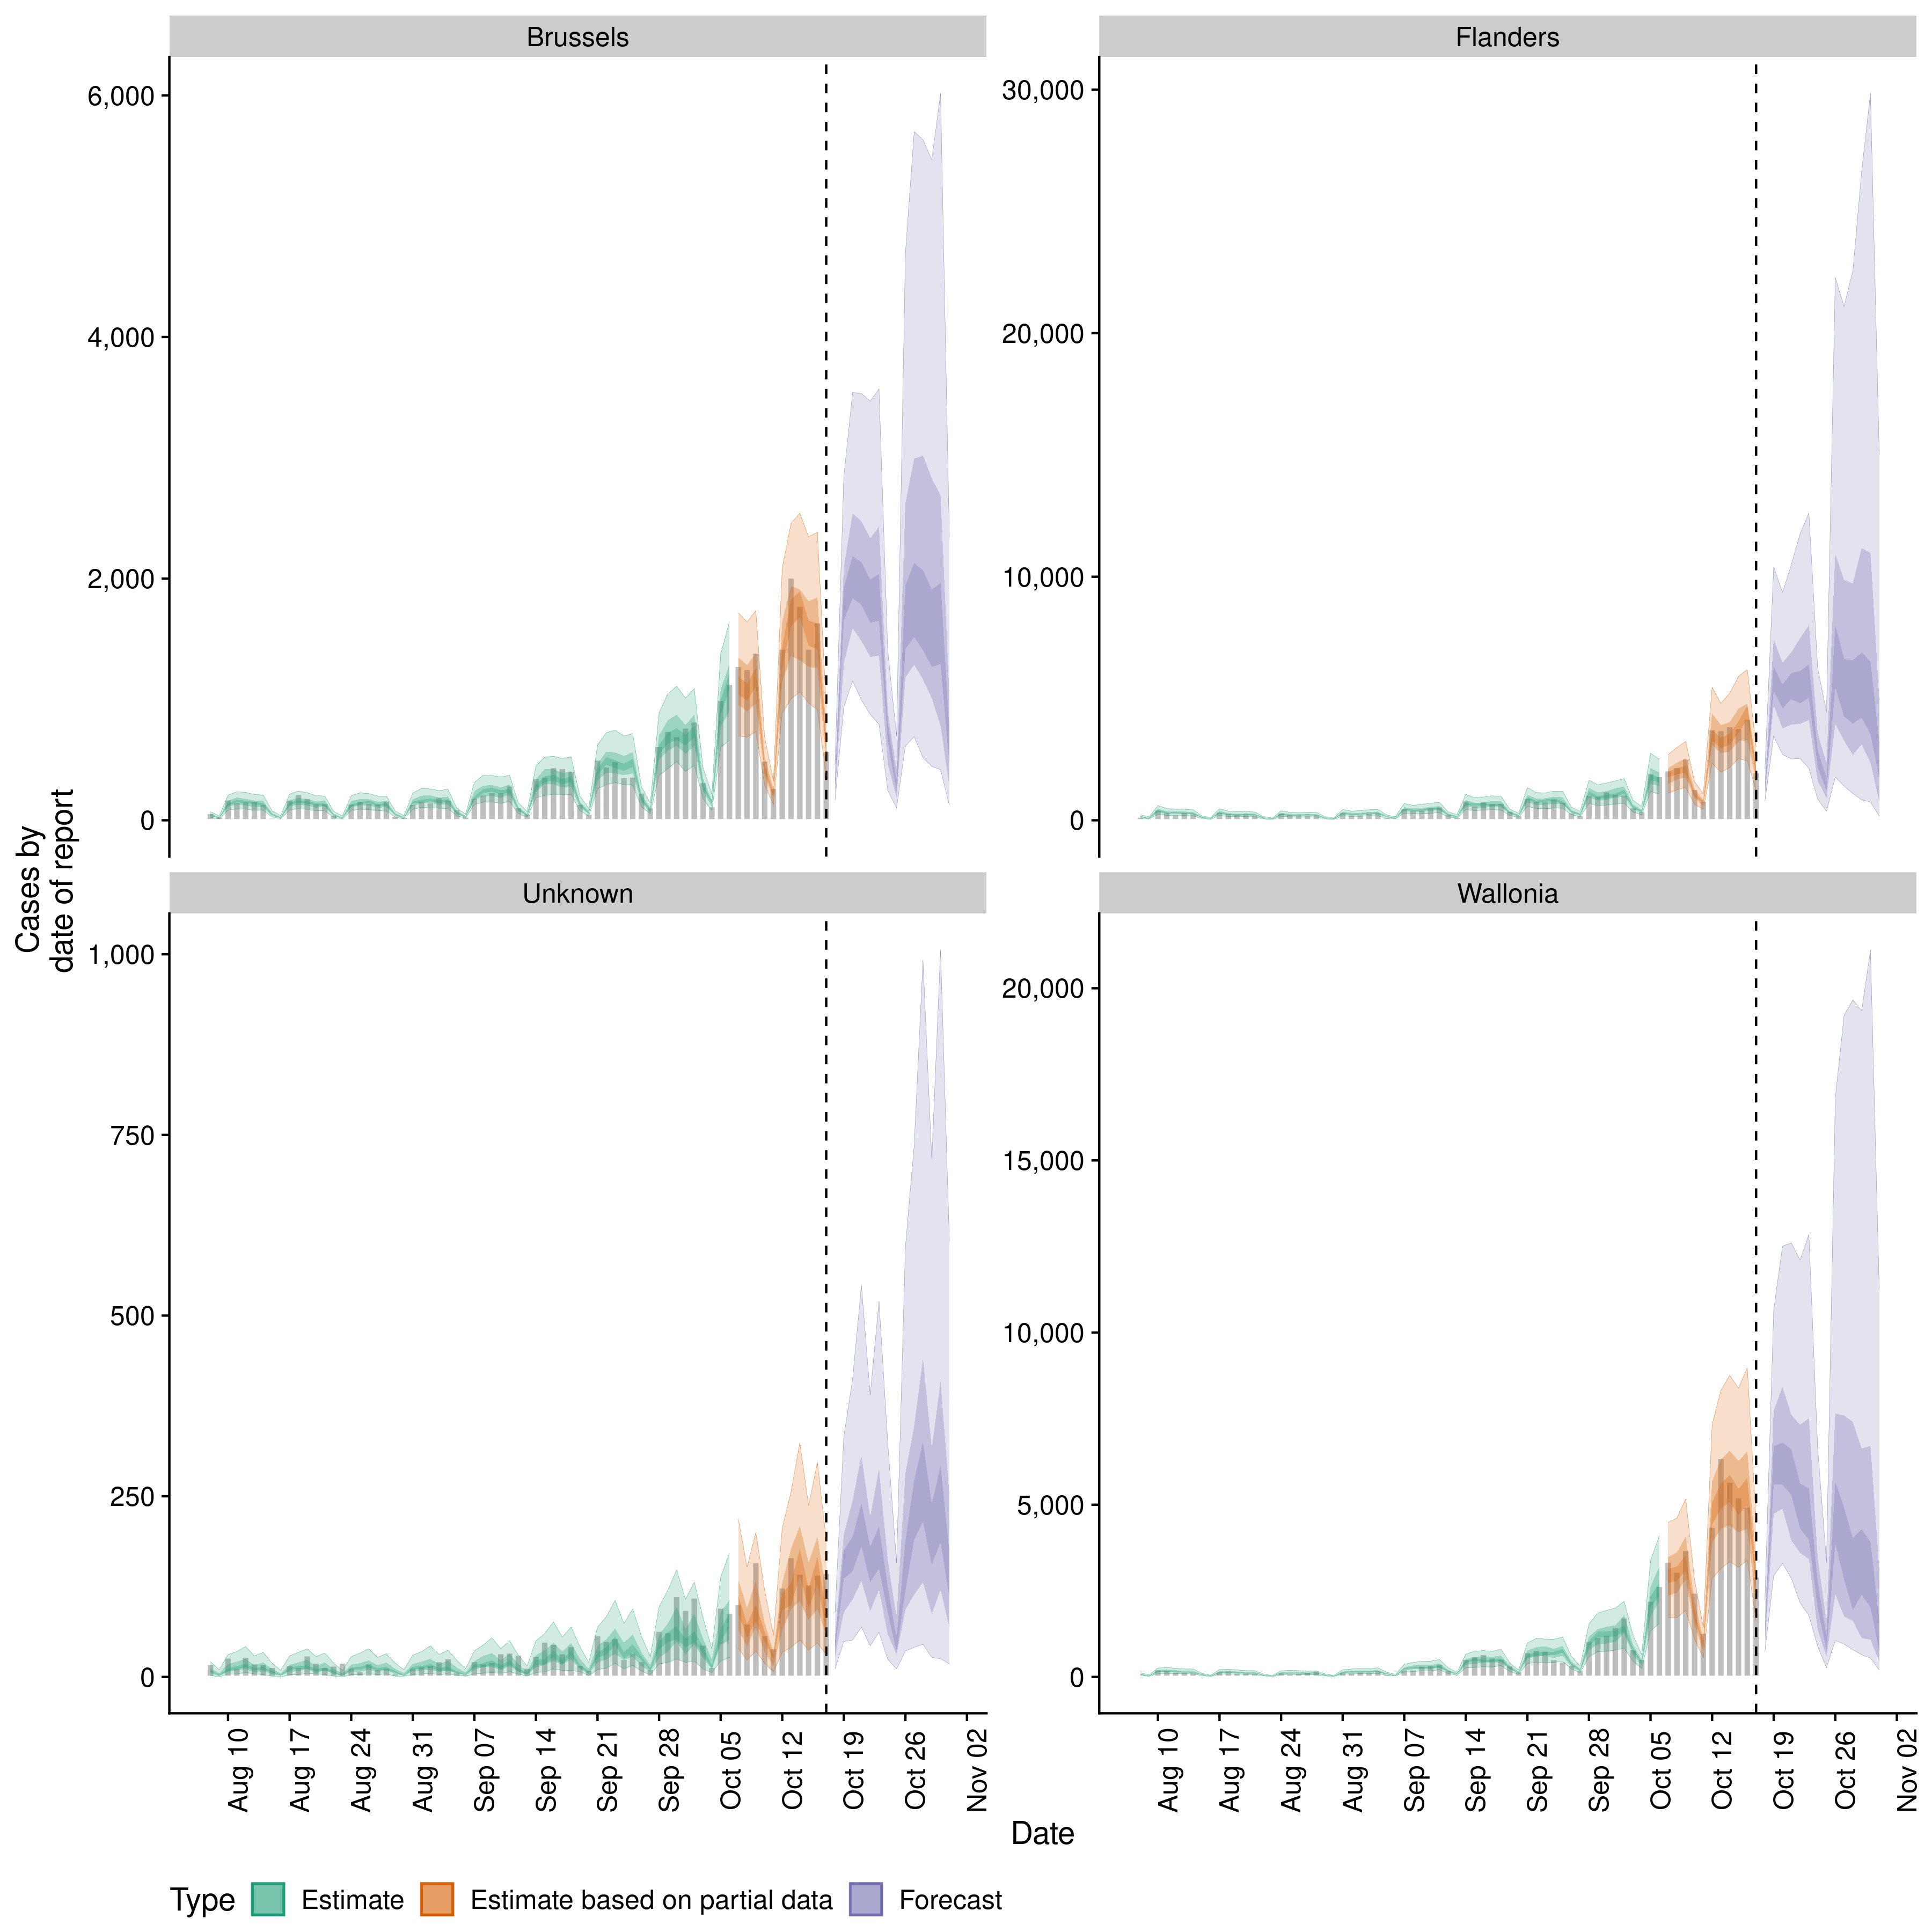 Brussels
Flanders
6,000
4,000
2,000
0
30,000
20,000
10,000
0
Cases by
date of report
Unknown
Wallonia
1,000
750
500
250
0
20,000
15,000
10,000
5,000
0
Aug 10
Aug 17
Aug 24
Aug 31
Sep 07
Sep 14
Sep 21
Sep 28
Oct 05
Oct 12
Oct 19
Oct 26
Nov 02
Aug 10
Aug 17
Aug 24
Aug 31
Sep 07
Sep 14
Sep 21
Sep 28
Oct 05
Oct 12
Oct 19
Oct 26
Nov 02
Date
Type Estimate Estimate based on partial data Forecast